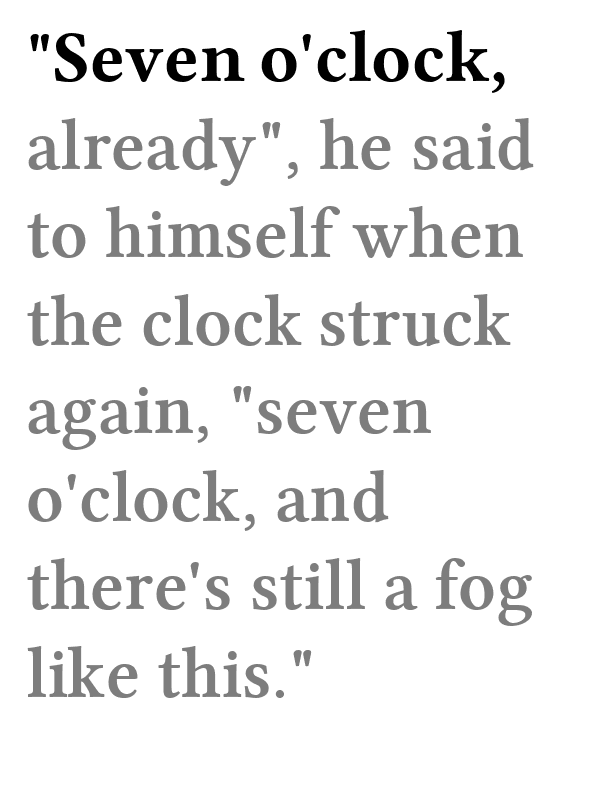 "Seven o'clock,
already", he said
to himself when
the clock struck
again, "seven
o'clock, and
there's still a fog
like this."